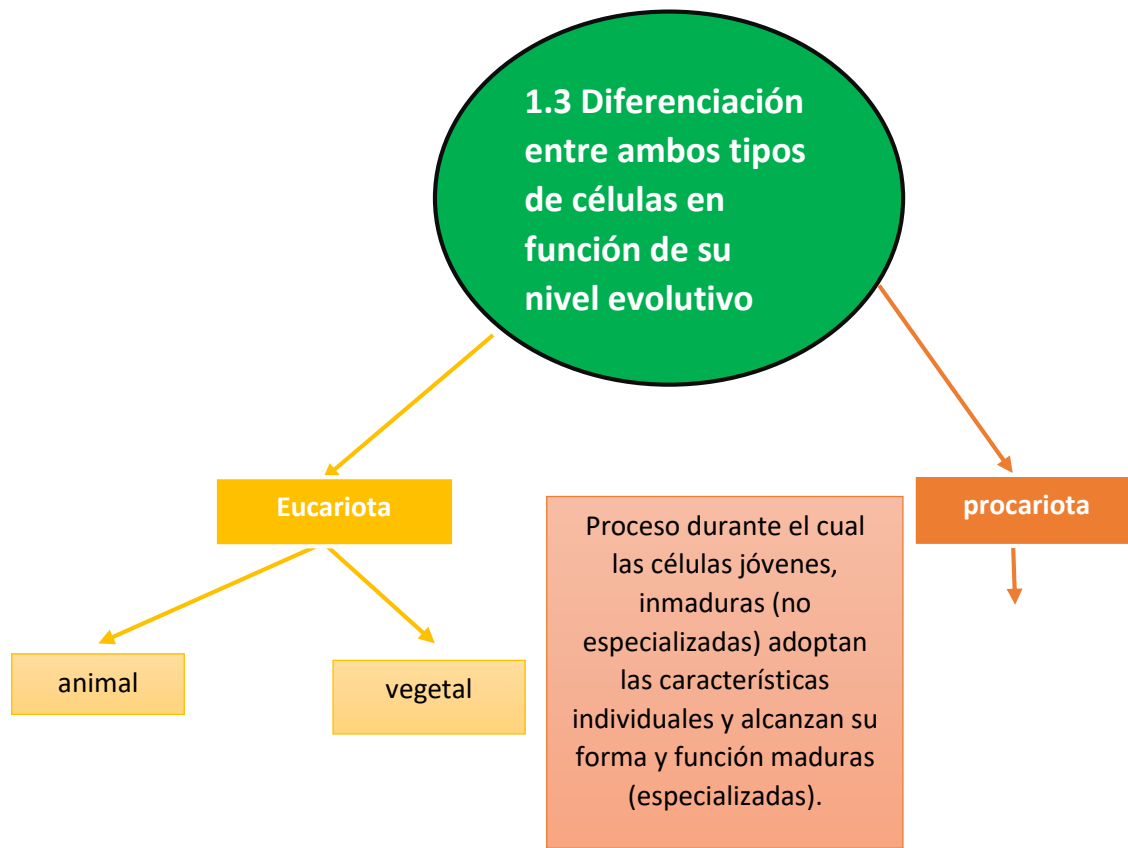 1.3 Diferenciación
entre ambos tipos
de células en
función de su
nivel evolutivo
Eucariota
procariota
Proceso durante el cual
las células jóvenes,
inmaduras (no
especializadas) adoptan
las características
individuales y alcanzan su
forma y función maduras
(especializadas).
animal
vegetal